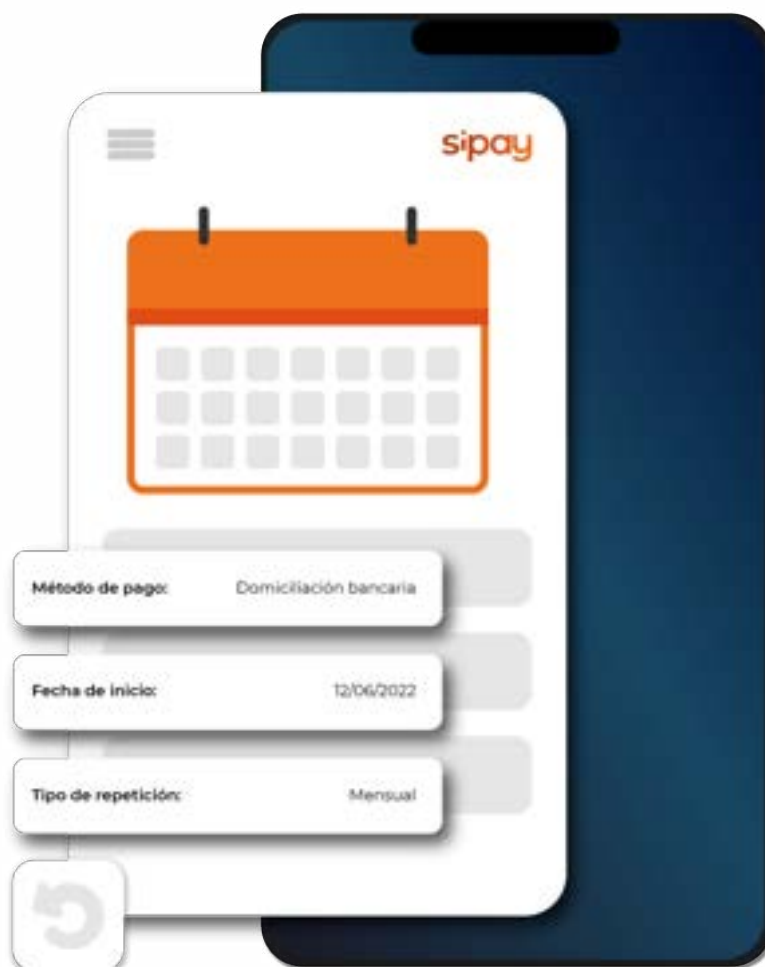 sipay
Método de pago: Domiciliación bancaria
Fecha de inicio: 12/06/2022
Tipo de repetición: Mensual